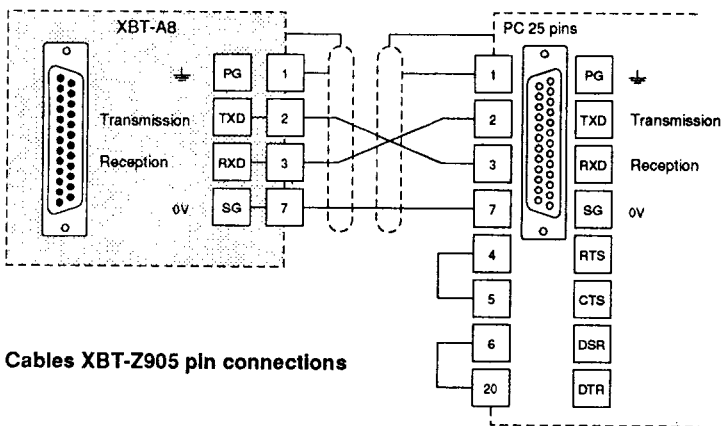 XBT-A8
PC 25 pins
PG 1 1 PG
Transmission TXD 2 2 TXD Transmission
Reception RXD 3 3 RXD Reception
0V SG 7 7 SG 0V
4 RTS
5 CTS
6 DSR
20 DTR
Cables XBT-Z905 pin connections